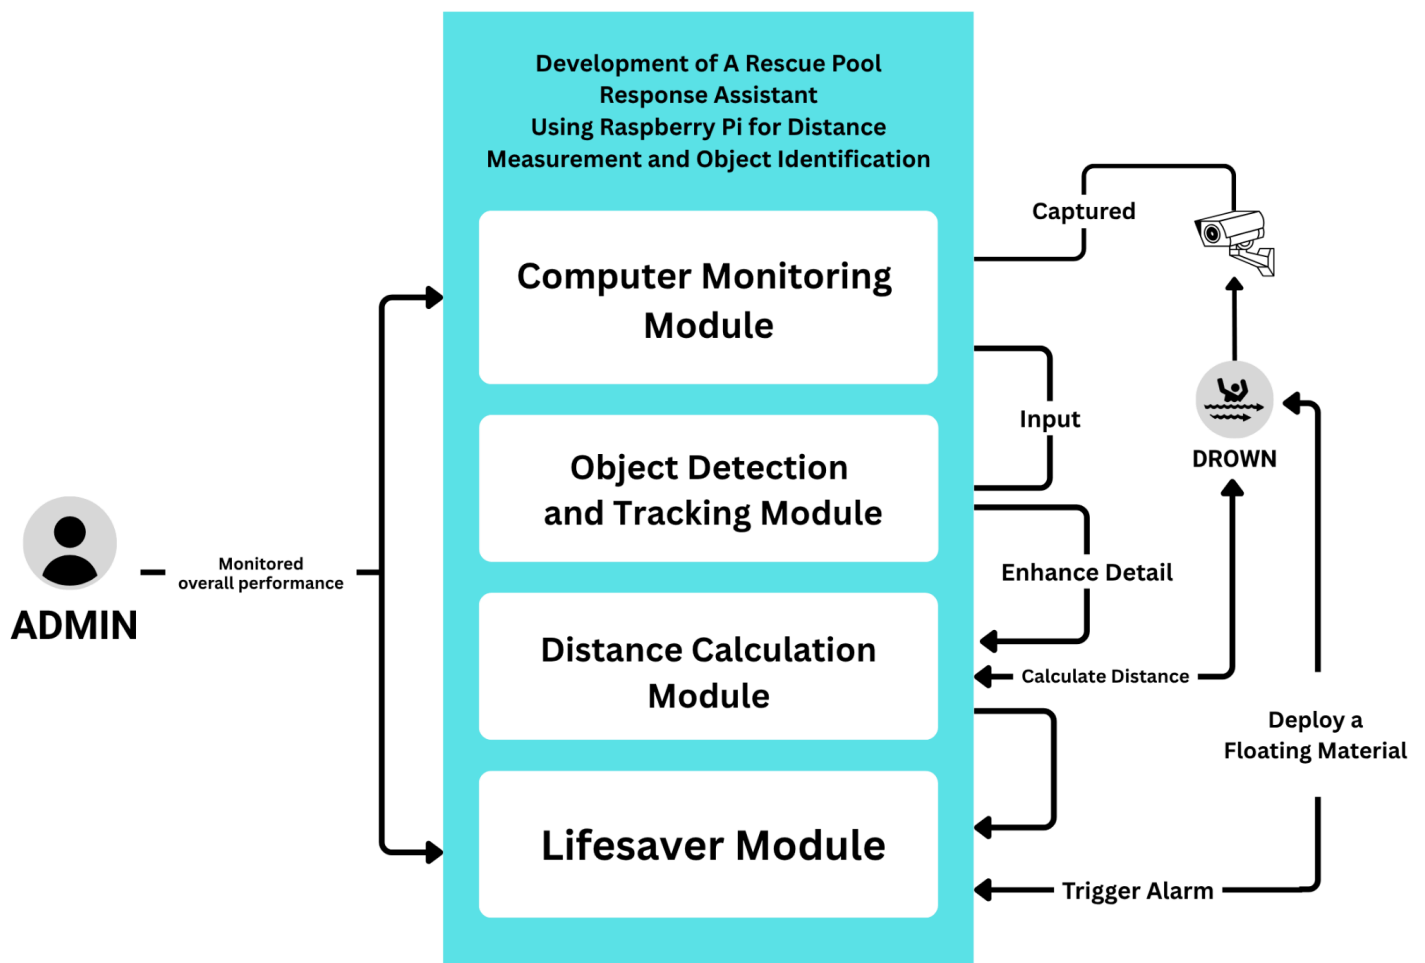 Development of A Rescue Pool
Response Assistant
Using Raspberry Pi for Distance
Measurement and Object Identification
Computer Monitoring
Module
Object Detection
and Tracking Module
Distance Calculation
Module
Lifesaver Module
Monitored
overall performance
ADMIN
Captured
Input
DROWN
Enhance Detail
Calculate Distance
Deploy a
Floating Material
Trigger Alarm